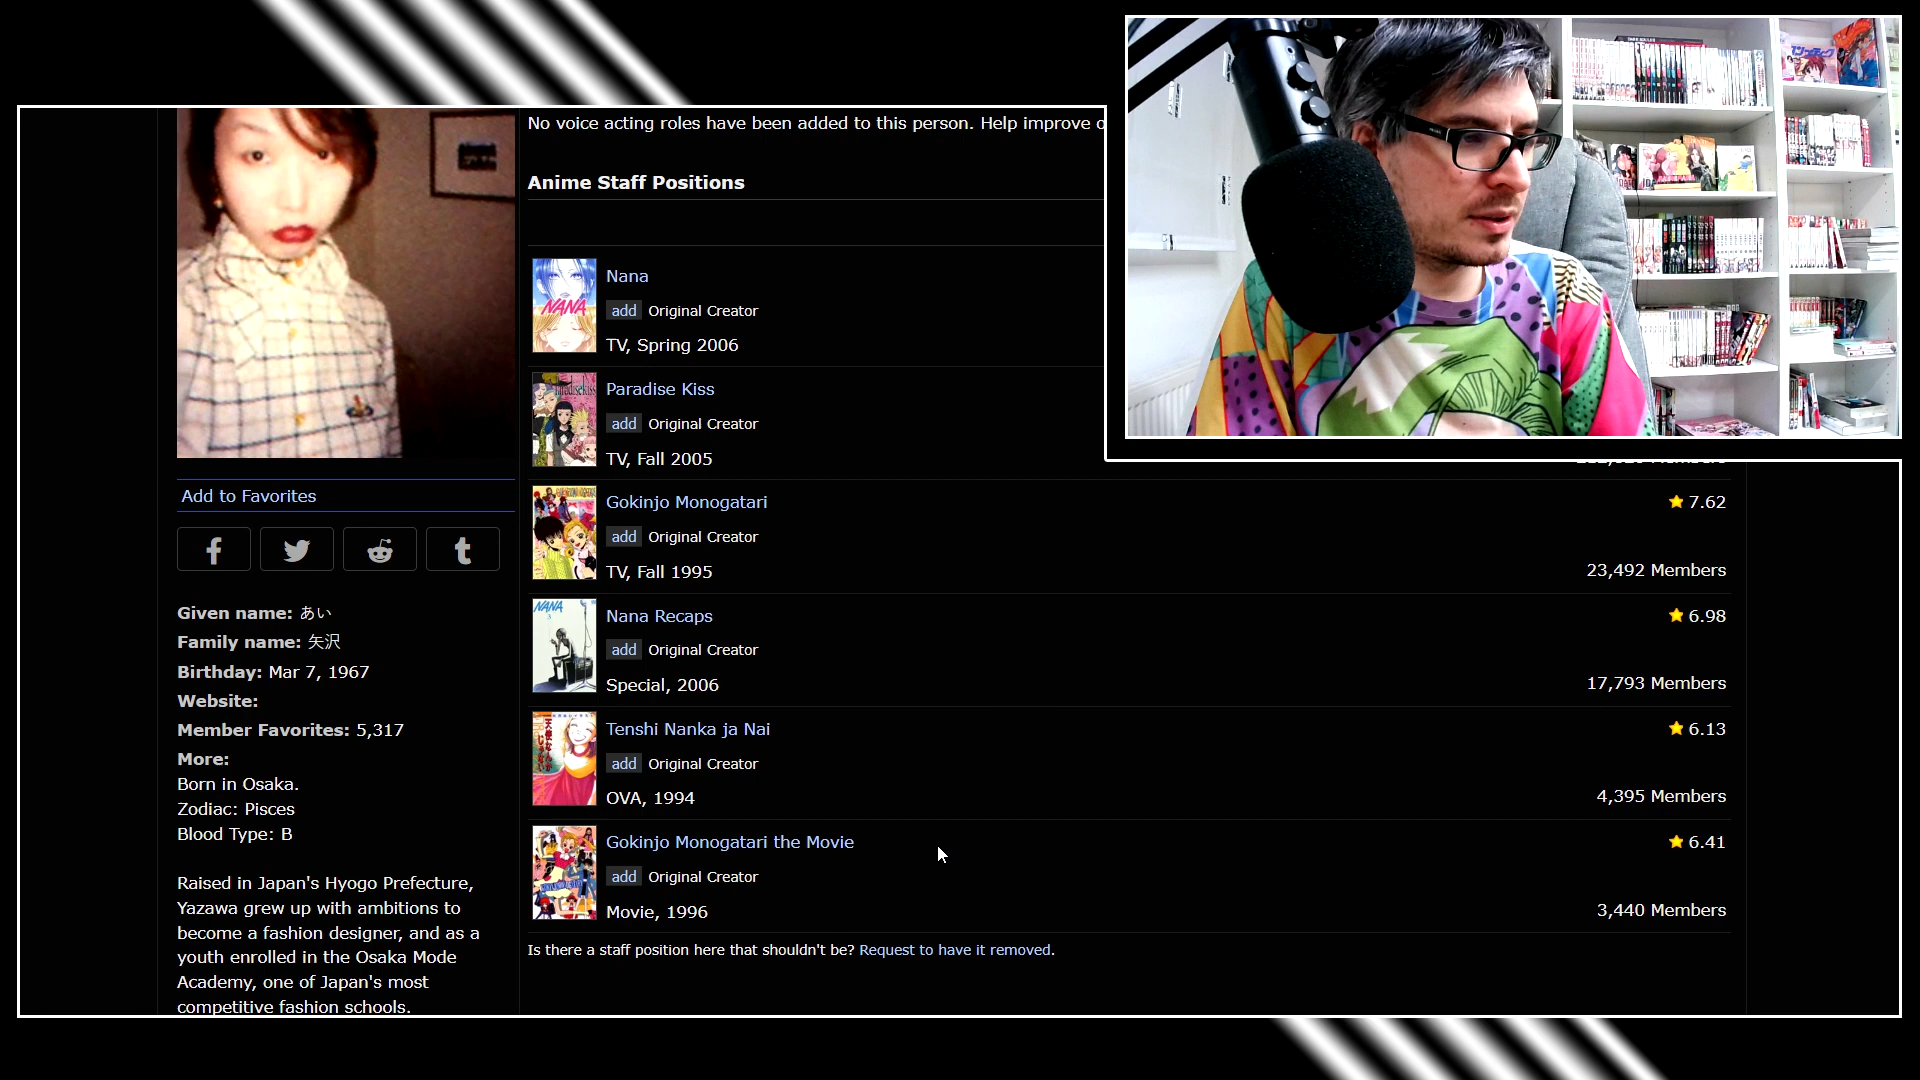 No voice acting roles have been added to this person. Help improve o
Anime Staff Positions
Nana
add Original Creator
TV, Spring 2006
Paradise Kiss
add Original Creator
TV, Fall 2005
Gokinjo Monogatari
7.62
add Original Creator
TV, Fall 1995
23,492 Members
Nana Recaps
6.98
add Original Creator
Special, 2006
17,793 Members
Tenshi Nanka ja Nai
6.13
add Original Creator
OVA, 1994
4,395 Members
Gokinjo Monogatari the Movie
6.41
add Original Creator
Movie, 1996
3,440 Members
Is there a staff position here that shouldn't be? Request to have it removed.
Add to Favorites
Given name: あい
Family name: 矢沢
Birthday: Mar 7, 1967
Website:
Member Favorites: 5,317
More:
Born in Osaka.
Zodiac: Pisces
Blood Type: B
Raised in Japan's Hyogo Prefecture,
Yazawa grew up with ambitions to
become a fashion designer, and as a
youth enrolled in the Osaka Mode
Academy, one of Japan's most
competitive fashion schools.
NANA
NANA